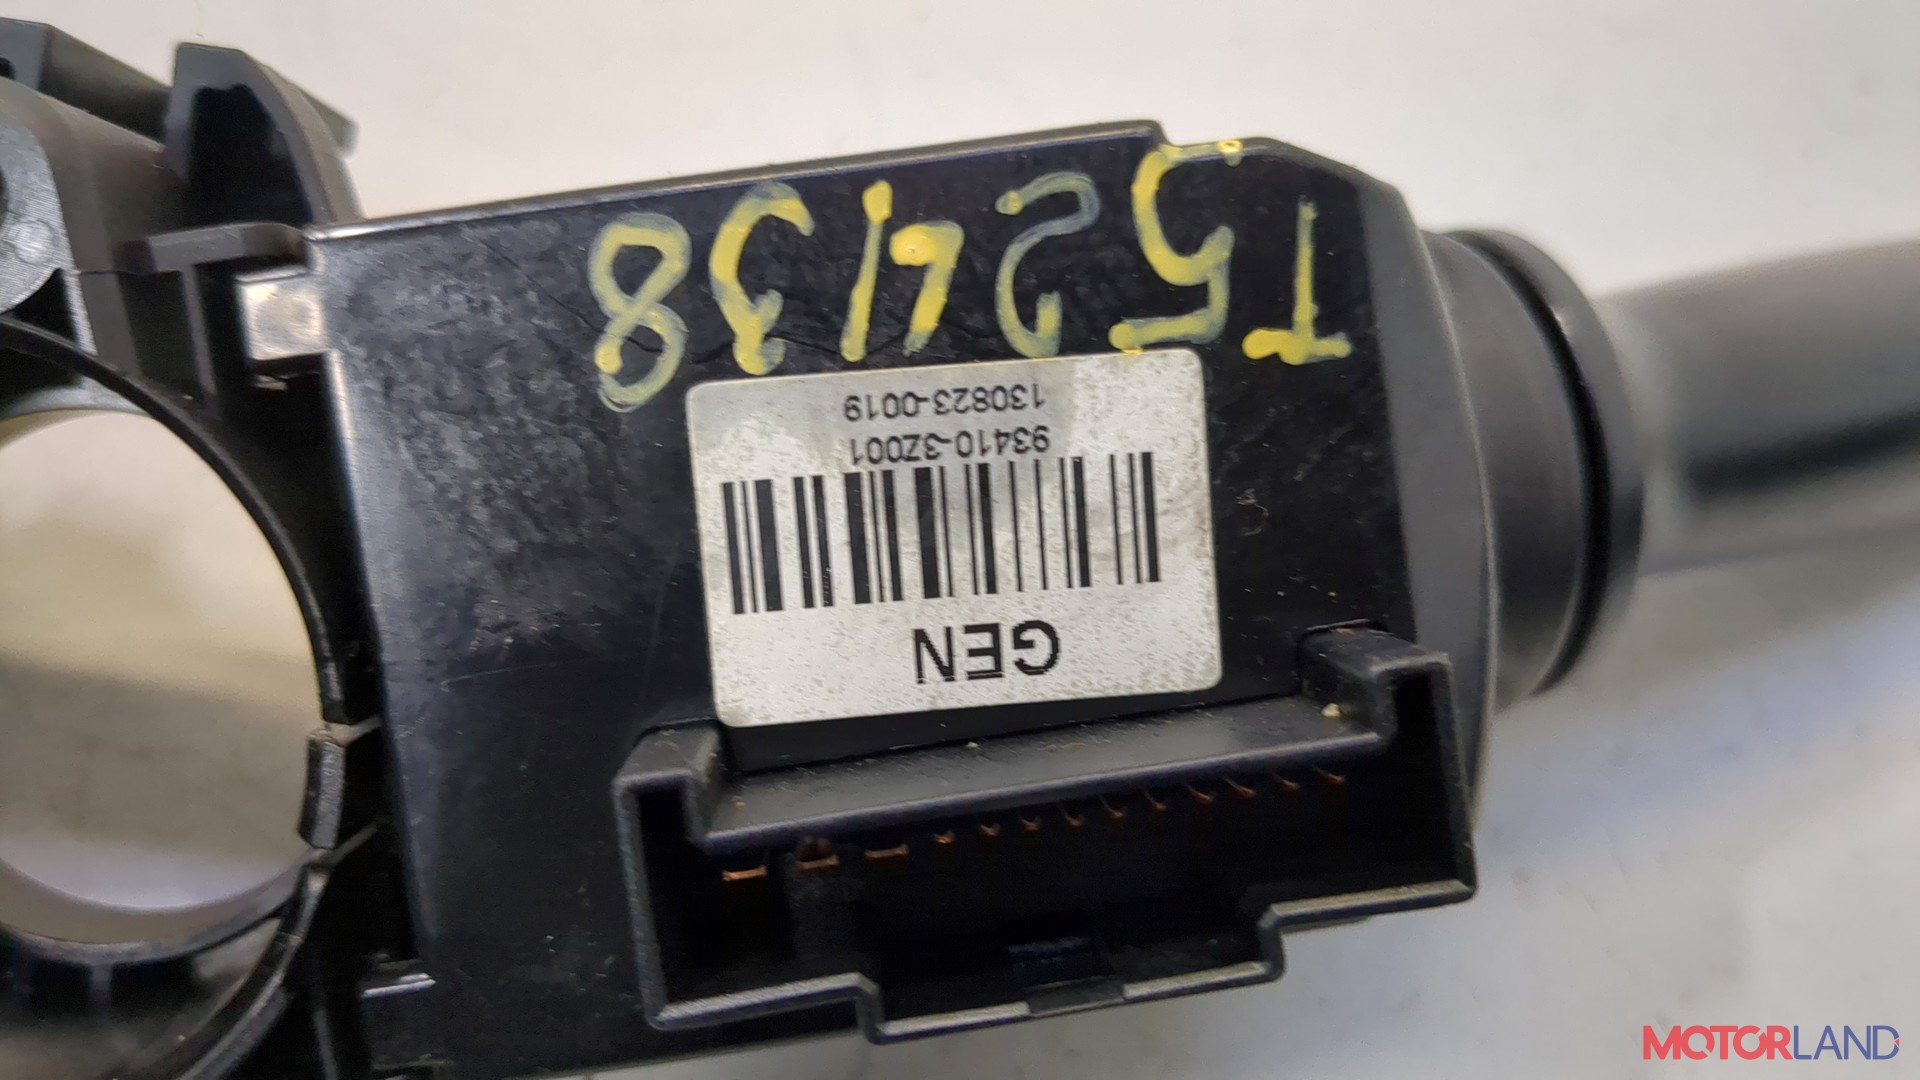 GEN
93410-3Z001
130823-0019
T52438
MOTORLAND